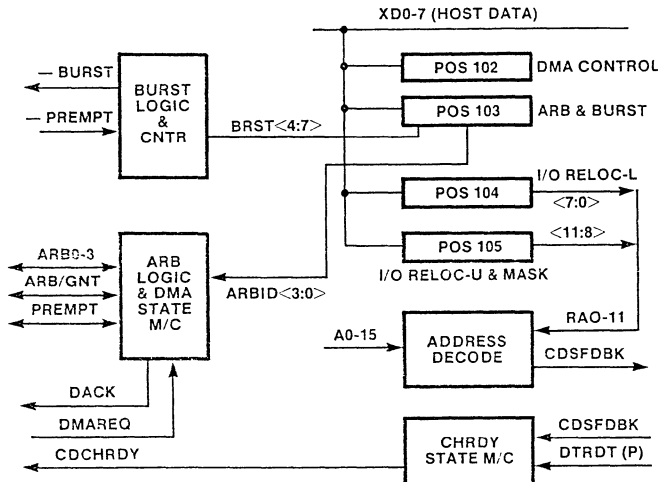 XD0-7 (HOST DATA)
— BURST
— PREMPT
BURST
LOGIC
&
CNTR
BRST<4:7>
POS 102
DMA CONTROL
POS 103
ARB & BURST
POS 104
I/O RELOC-L
<7:0>
POS 105
<11:8>
I/O RELOC-U & MASK
ARB0-3
ARB/GNT
PREMPT
ARB
LOGIC
& DMA
STATE
M/C
ARBID<3:0>
RAO-11
A0-15
ADDRESS
DECODE
CDSFDBK
DACK
DMAREQ
CDCHRDY
CHRDY
STATE M/C
CDSFDBK
DTRDT (P)